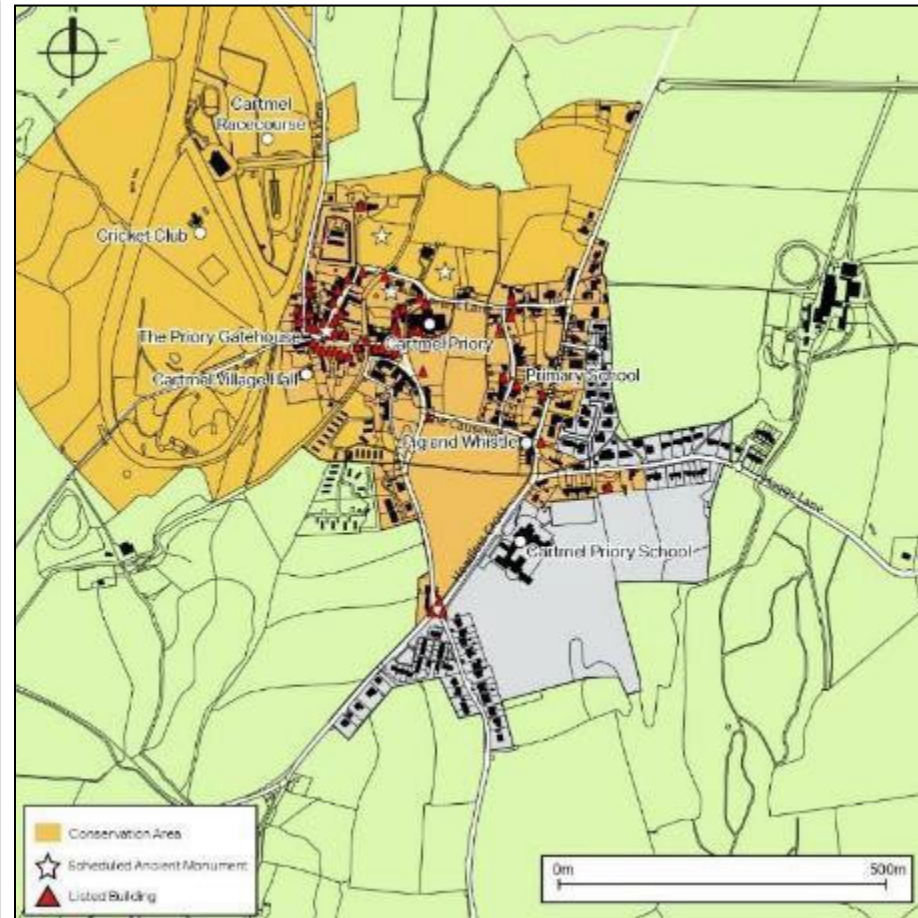 Cartmel
Racecourse
Cricket Club
The Priory Gatehouse
Cartmel Priory
Cartmel Village Hall
Primary School
Pig and Whistle
Cartmel Priory School
Conservation Area
Scheduled Ancient Monument
Listed Building
0m
500m